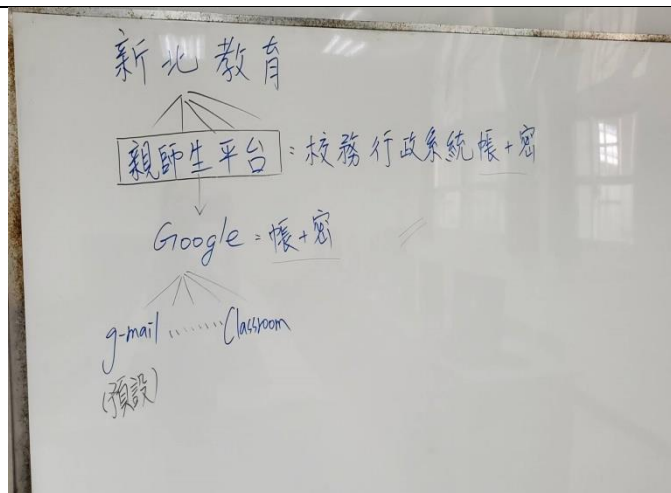 新北教育
親師生平台：校務行政系統帳+密
Google：帳+密
g-mail ........ Classroom
(預設)